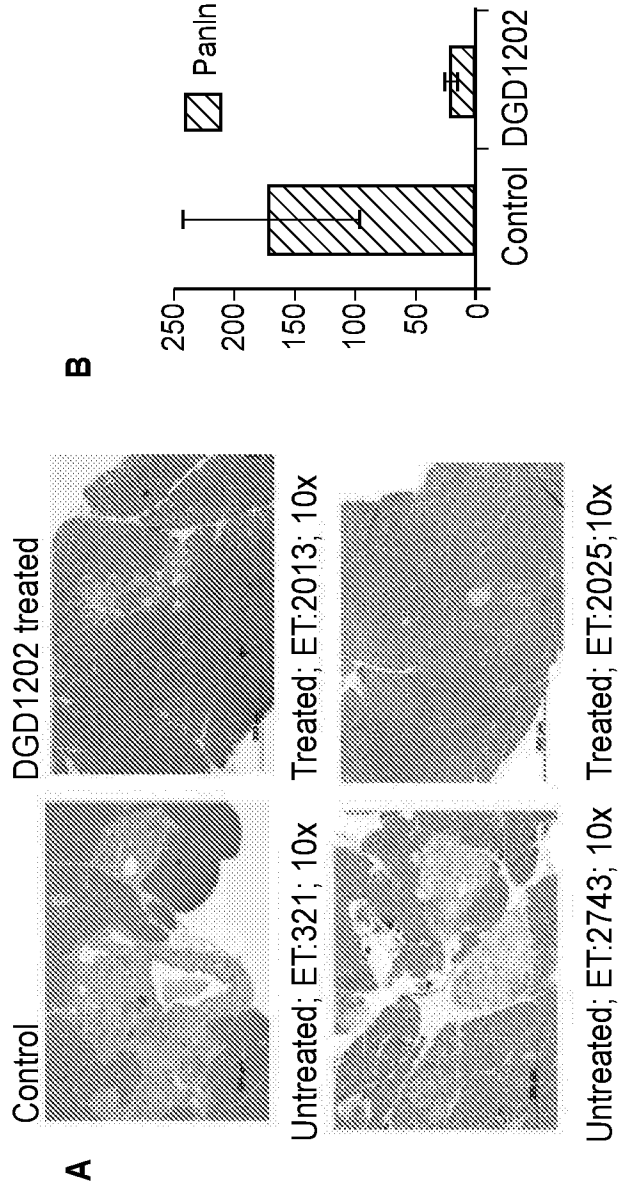 A
Control
DGD1202 treated
Untreated; ET:321; 10x
Treated; ET:2013; 10x
Untreated; ET:2743; 10x
Treated; ET:2025;10x
B
PanIn
250
200
150
100
50
0
Control
DGD1202